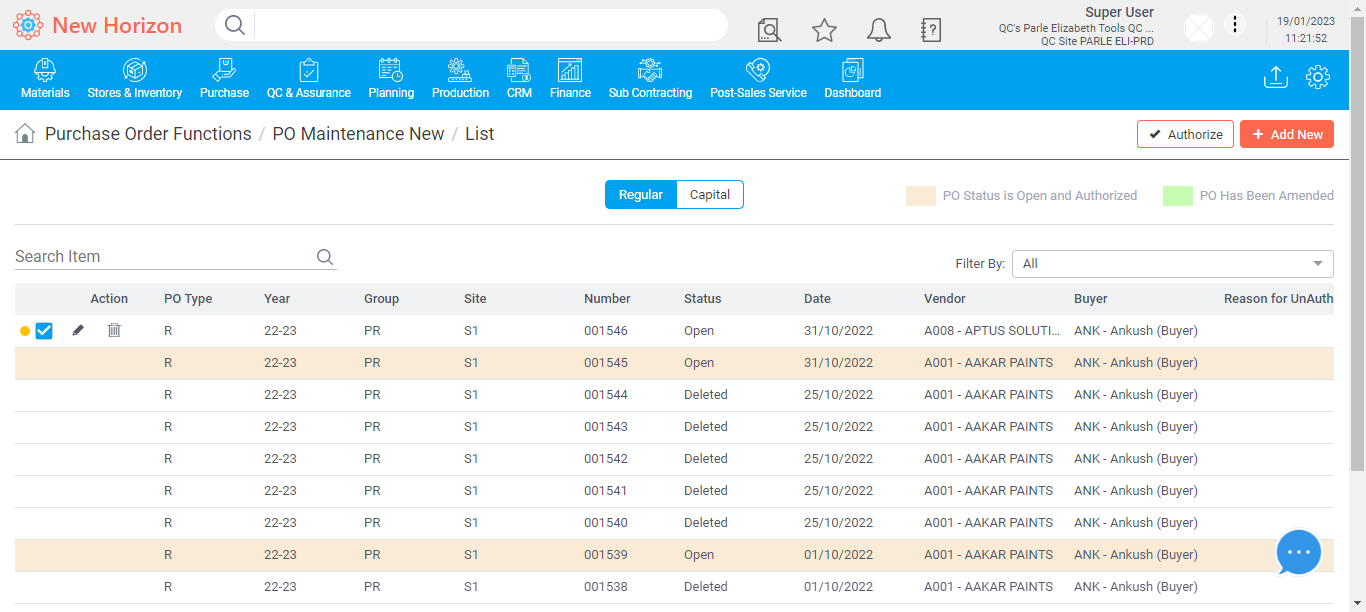 New Horizon
Super User
QC's Parle Elizabeth Tools QC ...
QC Site PARLE ELI-PRD
19/01/2023
11:21:52
Materials Stores & Inventory Purchase QC & Assurance Planning Production CRM Finance Sub Contracting Post-Sales Service Dashboard
Purchase Order Functions / PO Maintenance New / List
Authorize + Add New
Regular Capital PO Status is Open and Authorized PO Has Been Amended
Search Item
Filter By: All
Action PO Type Year Group Site Number Status Date Vendor Buyer Reason for UnAuth
R 22-23 PR S1 001546 Open 31/10/2022 A008 - APTUS SOLUTI... ANK - Ankush (Buyer)
R 22-23 PR S1 001545 Open 31/10/2022 A001 - AAKAR PAINTS ANK - Ankush (Buyer)
R 22-23 PR S1 001544 Deleted 25/10/2022 A001 - AAKAR PAINTS ANK - Ankush (Buyer)
R 22-23 PR S1 001543 Deleted 25/10/2022 A001 - AAKAR PAINTS ANK - Ankush (Buyer)
R 22-23 PR S1 001542 Deleted 25/10/2022 A001 - AAKAR PAINTS ANK - Ankush (Buyer)
R 22-23 PR S1 001541 Deleted 25/10/2022 A001 - AAKAR PAINTS ANK - Ankush (Buyer)
R 22-23 PR S1 001540 Deleted 25/10/2022 A001 - AAKAR PAINTS ANK - Ankush (Buyer)
R 22-23 PR S1 001539 Open 01/10/2022 A001 - AAKAR PAINTS ANK - Ankush (Buyer)
R 22-23 PR S1 001538 Deleted 01/10/2022 A001 - AAKAR PAINTS ANK - Ankush (Buyer)